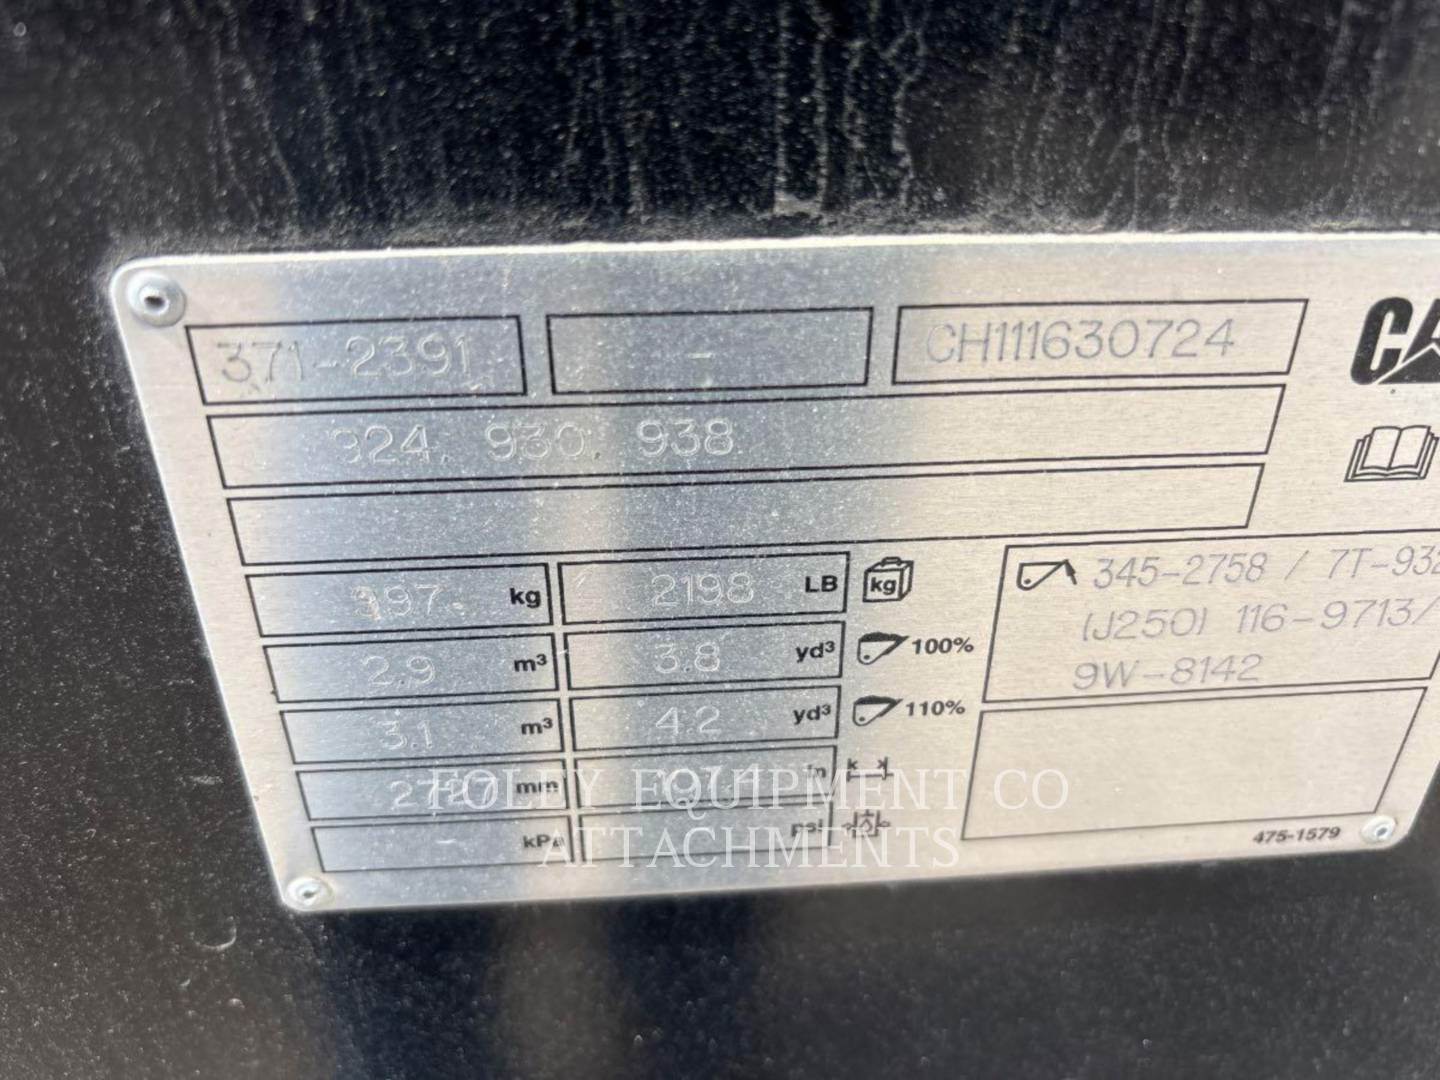 371-2391 - CH111630724
924, 930, 938
997 kg 2198 LB kg
2.9 m³ 3.8 yd³ 100%
3.1 m³ 4.2 yd³ 110%
mm in
kPa psi
345-2758 / 7T-932
(J250) 116-9713/
9W-8142
475-1579
FOLEY EQUIPMENT CO
ATTACHMENTS